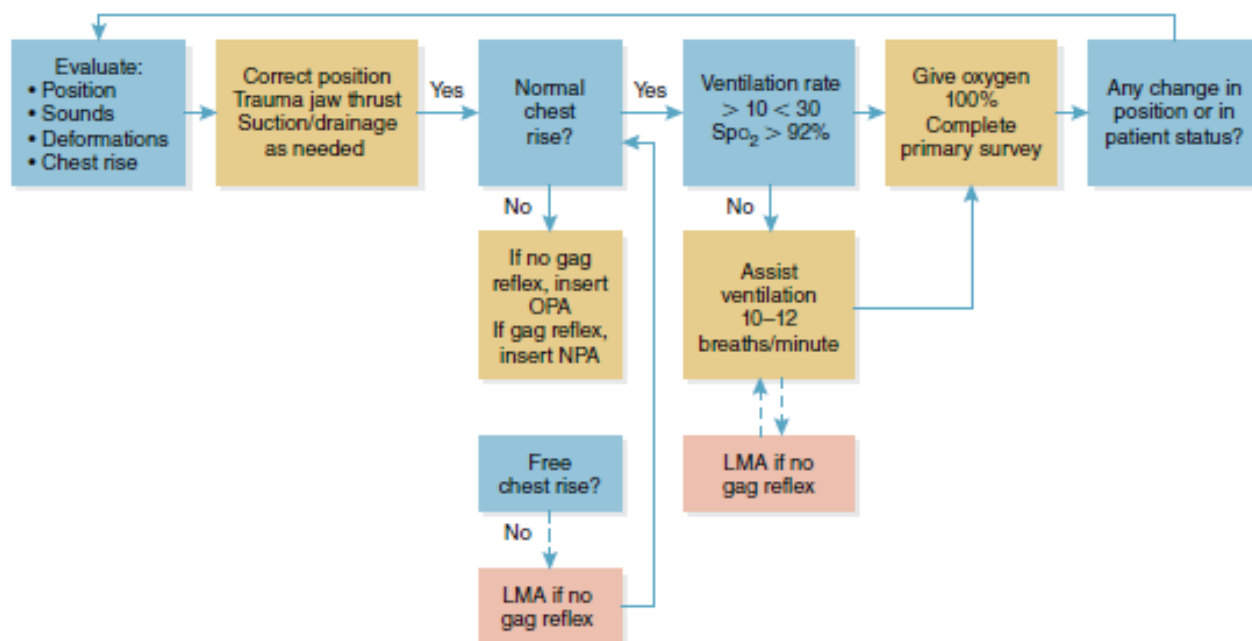 Evaluate:
• Position
• Sounds
• Deformations
• Chest rise
Correct position
Trauma jaw thrust
Suction/drainage
as needed
Yes
Normal
chest
rise?
Yes
Ventilation rate
> 10 < 30
Spo₂ > 92%
Give oxygen
100%
Complete
primary survey
Any change in
position or in
patient status?
No
If no gag
reflex, insert
OPA
If gag reflex,
insert NPA
No
Assist
ventilation
10–12
breaths/minute
Free
chest rise?
LMA if no
gag reflex
No
LMA if no
gag reflex